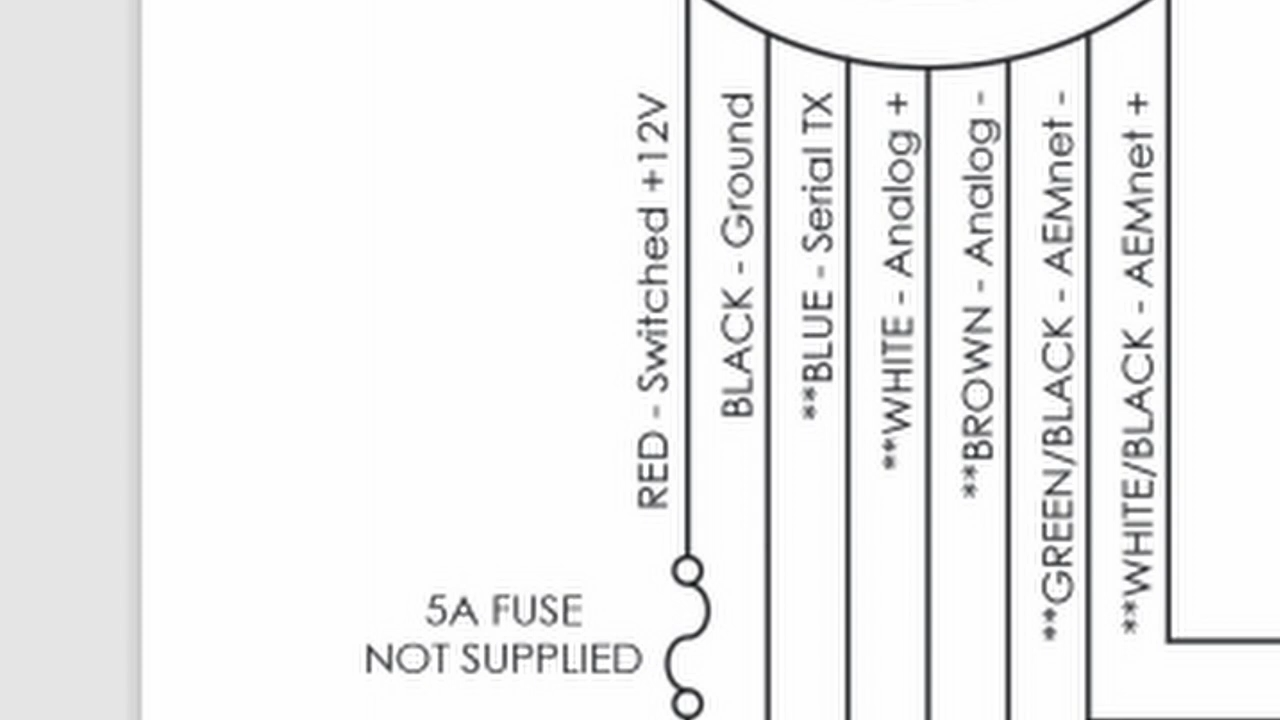 RED - Switched +12V
BLACK - Ground
**BLUE - Serial TX
**WHITE - Analog +
**BROWN - Analog -
**GREEN/BLACK - AEMnet -
**WHITE/BLACK - AEMnet +
5A FUSE
NOT SUPPLIED